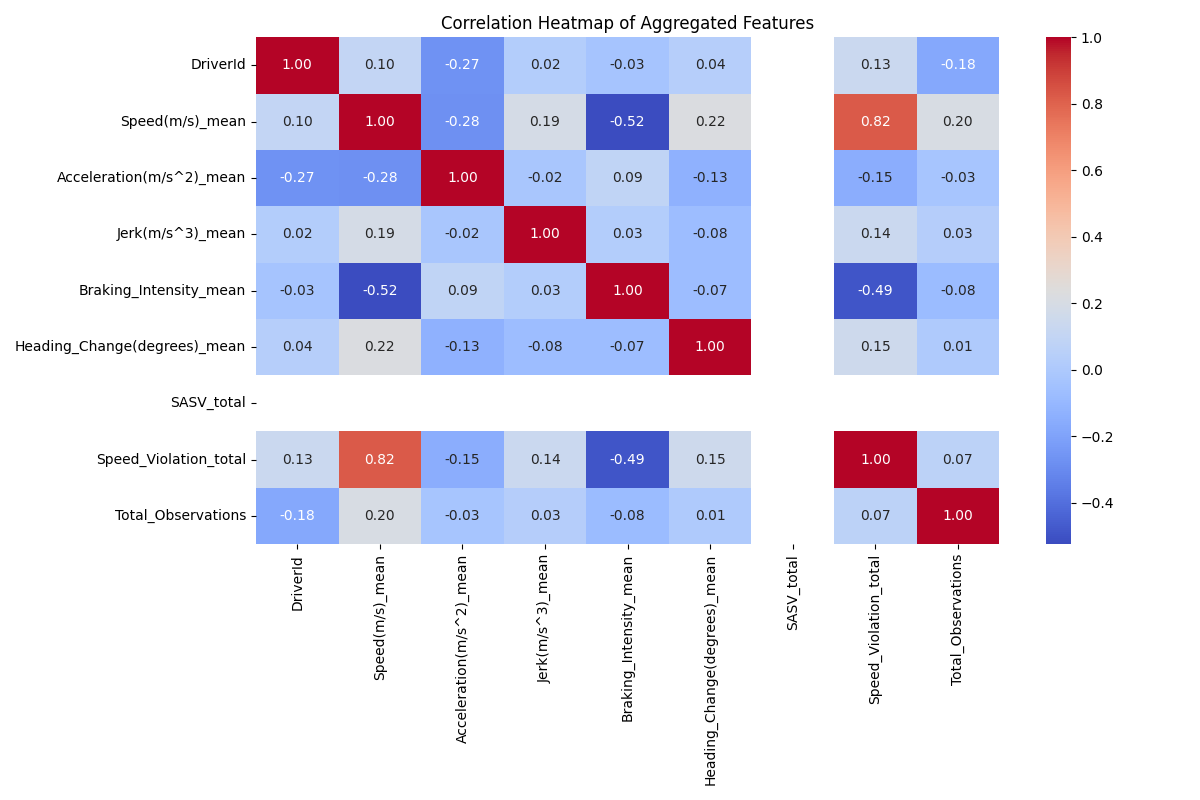 Correlation Heatmap of Aggregated Features
DriverId 1.00 0.10 -0.27 0.02 -0.03 0.04 0.13 -0.18
Speed(m/s)_mean 0.10 1.00 -0.28 0.19 -0.52 0.22 0.82 0.20
Acceleration(m/s^2)_mean -0.27 -0.28 1.00 -0.02 0.09 -0.13 -0.15 -0.03
Jerk(m/s^3)_mean 0.02 0.19 -0.02 1.00 0.03 -0.08 0.14 0.03
Braking_Intensity_mean -0.03 -0.52 0.09 0.03 1.00 -0.07 -0.49 -0.08
Heading_Change(degrees)_mean 0.04 0.22 -0.13 -0.08 -0.07 1.00 0.15 0.01
SASV_total
Speed_Violation_total 0.13 0.82 -0.15 0.14 -0.49 0.15 1.00 0.07
Total_Observations -0.18 0.20 -0.03 0.03 -0.08 0.01 0.07 1.00
DriverId
Speed(m/s)_mean
Acceleration(m/s^2)_mean
Jerk(m/s^3)_mean
Braking_Intensity_mean
Heading_Change(degrees)_mean
SASV_total
Speed_Violation_total
Total_Observations
1.0
0.8
0.6
0.4
0.2
0.0
−0.2
−0.4